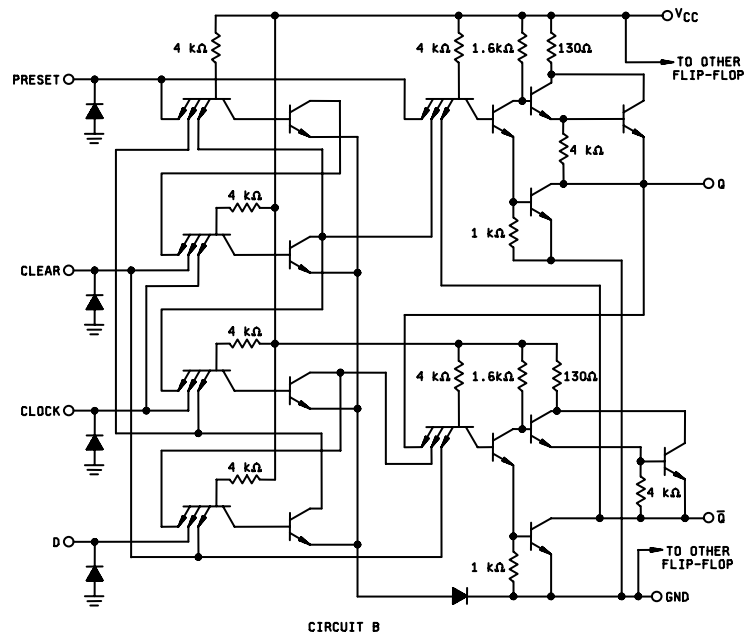 VCC
4 kΩ
4 kΩ
1.6kΩ
130Ω
TO OTHER
FLIP-FLOP
PRESET
4 kΩ
4 kΩ
Q
1 kΩ
CLEAR
4 kΩ
4 kΩ
1.6kΩ
130Ω
CLOCK
4 kΩ
4 kΩ
Q̅
D
TO OTHER
FLIP-FLOP
1 kΩ
GND
CIRCUIT B